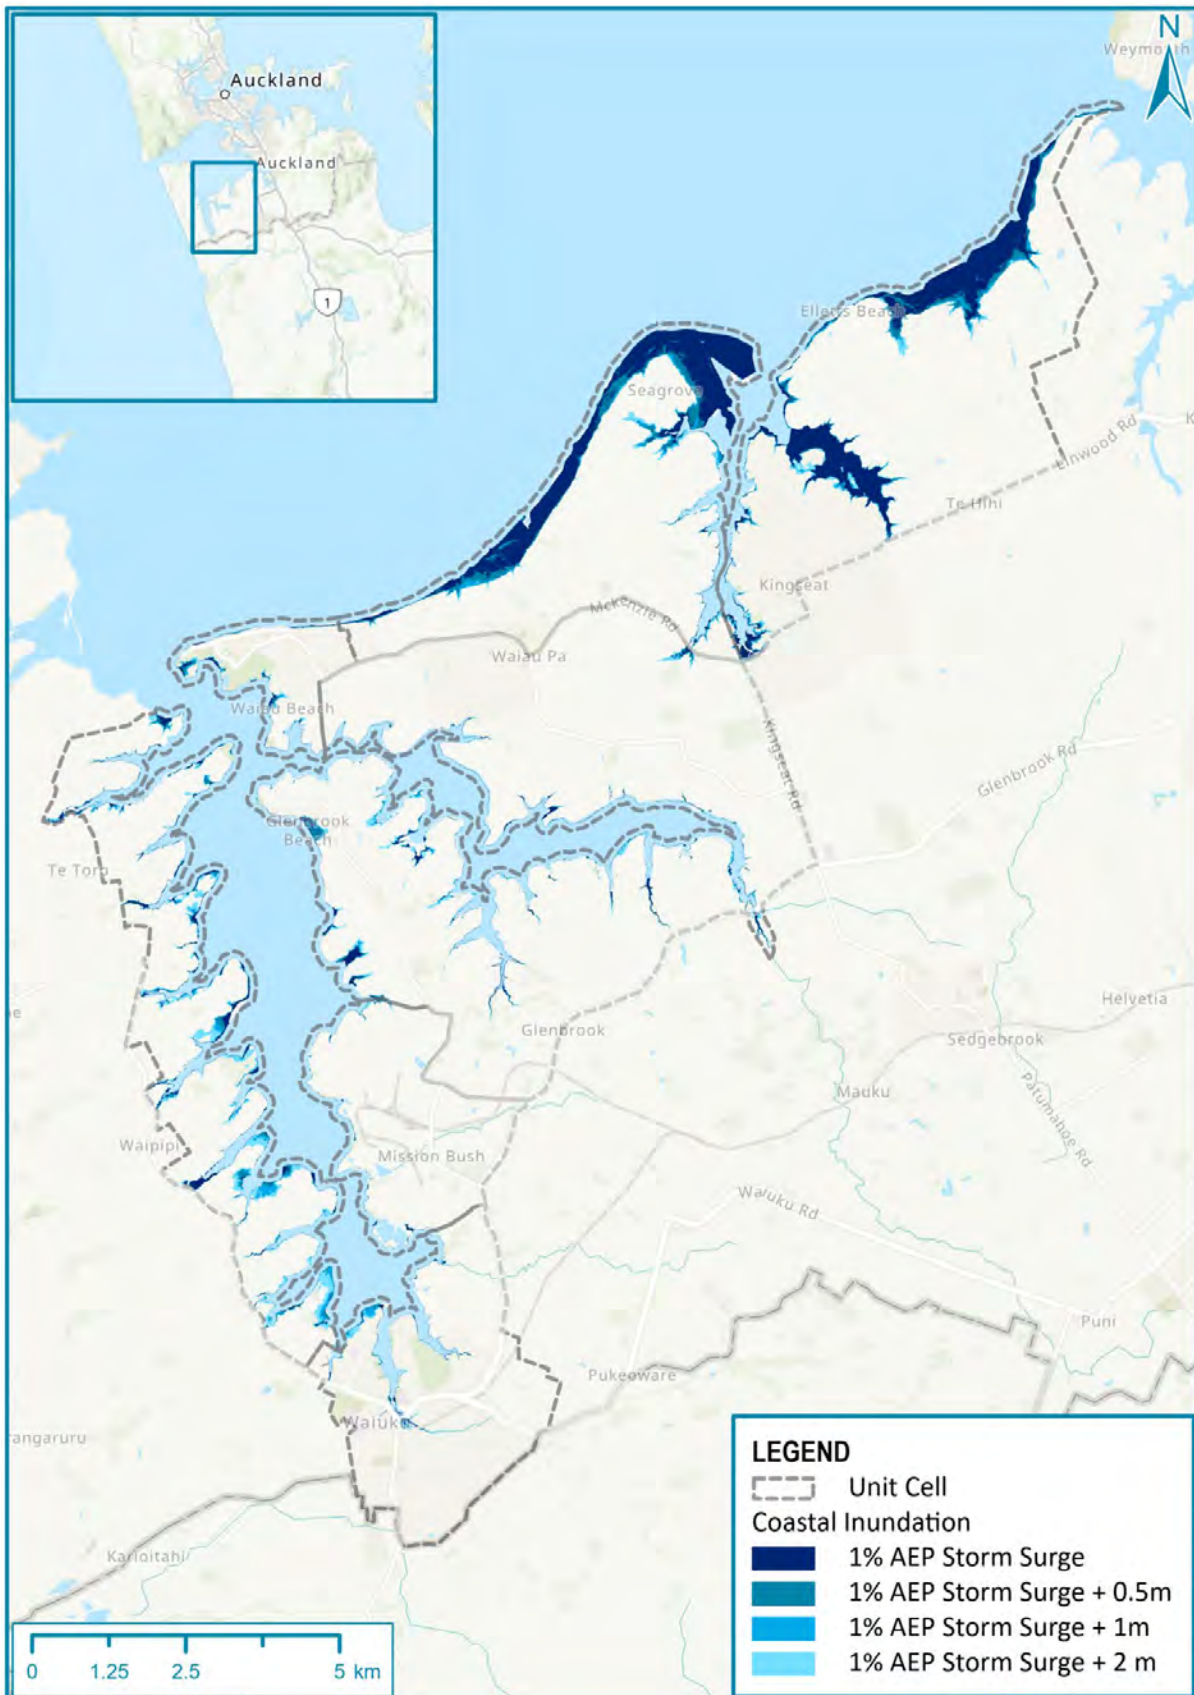 N
Weymouth
Auckland
Auckland
1
Ellerts Beach
Seagrove
Linwood Rd
K
Te Hihi
Kingseat
McKenzie Rd
Waiau Pa
Waiau Beach
Kingseat Rd
Glenbrook Rd
Glenbrook
Beach
Te Toro
Helvetia
ne
Glenbrook
Sedgebrook
Mauku
Patumahoe Rd
Waipipi
Mission Bush
Waiuku Rd
Puni
Pukeoware
Waiuku
rangaruru
Karioitahi
LEGEND
Unit Cell
Coastal Inundation
1% AEP Storm Surge
1% AEP Storm Surge + 0.5m
1% AEP Storm Surge + 1m
1% AEP Storm Surge + 2 m
0 1.25 2.5 5 km